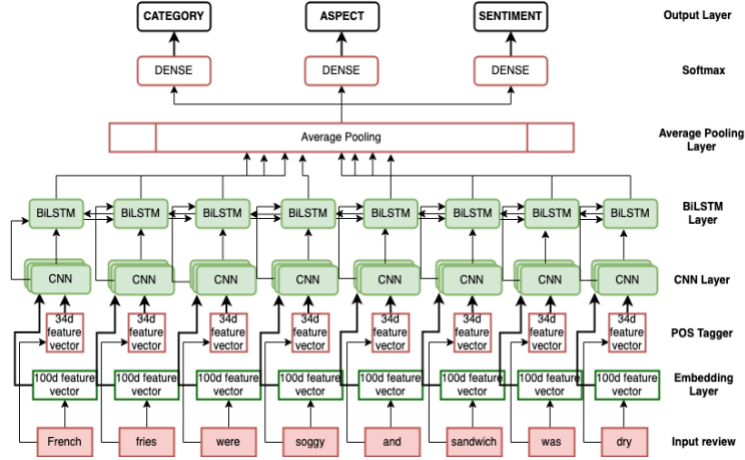 CATEGORY ASPECT SENTIMENT Output Layer
DENSE DENSE DENSE Softmax
Average Pooling Average Pooling
Layer
BiLSTM BiLSTM BiLSTM BiLSTM BiLSTM BiLSTM BiLSTM BiLSTM BiLSTM
Layer
CNN CNN CNN CNN CNN CNN CNN CNN CNN Layer
34d 34d 34d 34d 34d 34d 34d 34d
feature feature feature feature feature feature feature feature POS Tagger
vector vector vector vector vector vector vector vector
100d feature 100d feature 100d feature 100d feature 100d feature 100d feature 100d feature 100d feature Embedding
vector vector vector vector vector vector vector vector Layer
French fries were soggy and sandwich was dry Input review